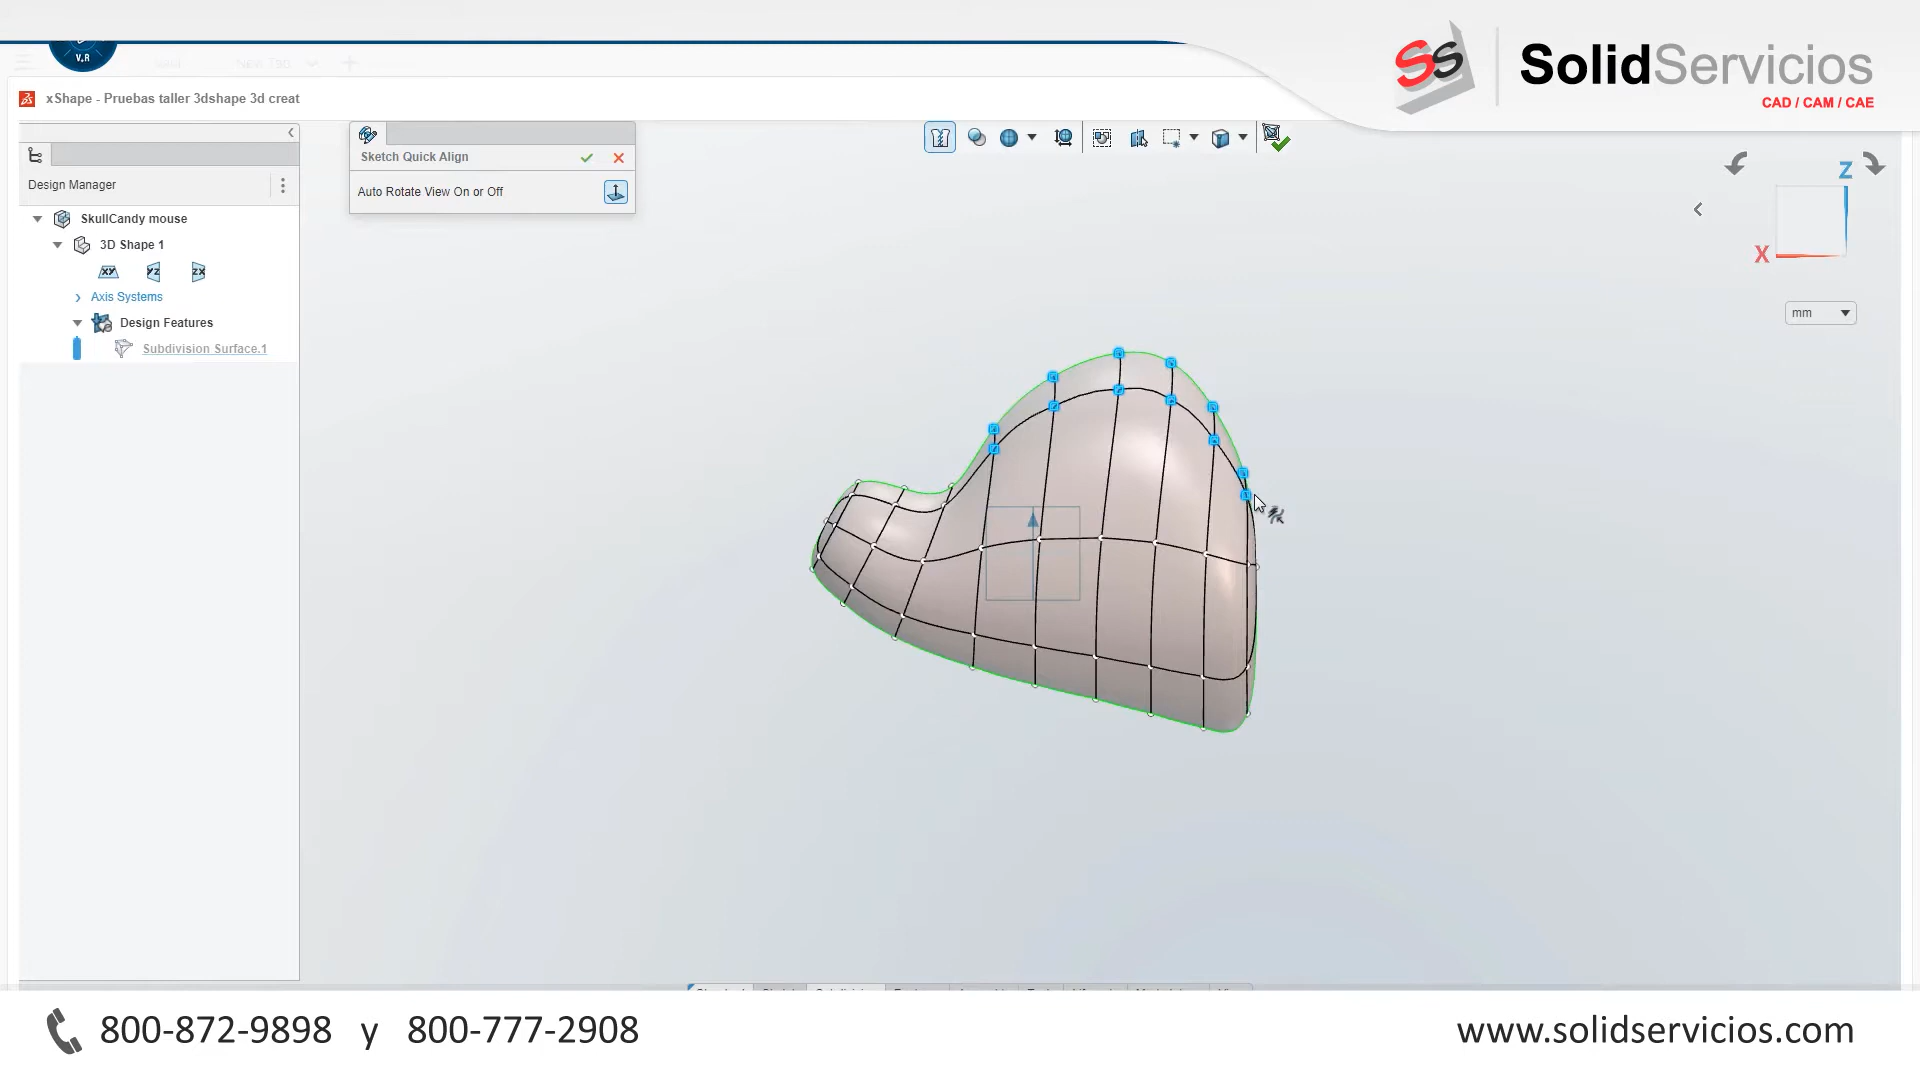 SS
SolidServicios
CAD / CAM / CAE
V.R
xShape - Pruebas taller 3dshape 3d creat
Sketch Quick Align
Auto Rotate View On or Off
Design Manager
SkullCandy mouse
3D Shape 1
XY YZ ZX
Axis Systems
Design Features
Subdivision Surface.1
Z
X
mm
800-872-9898 y 800-777-2908
www.solidservicios.com